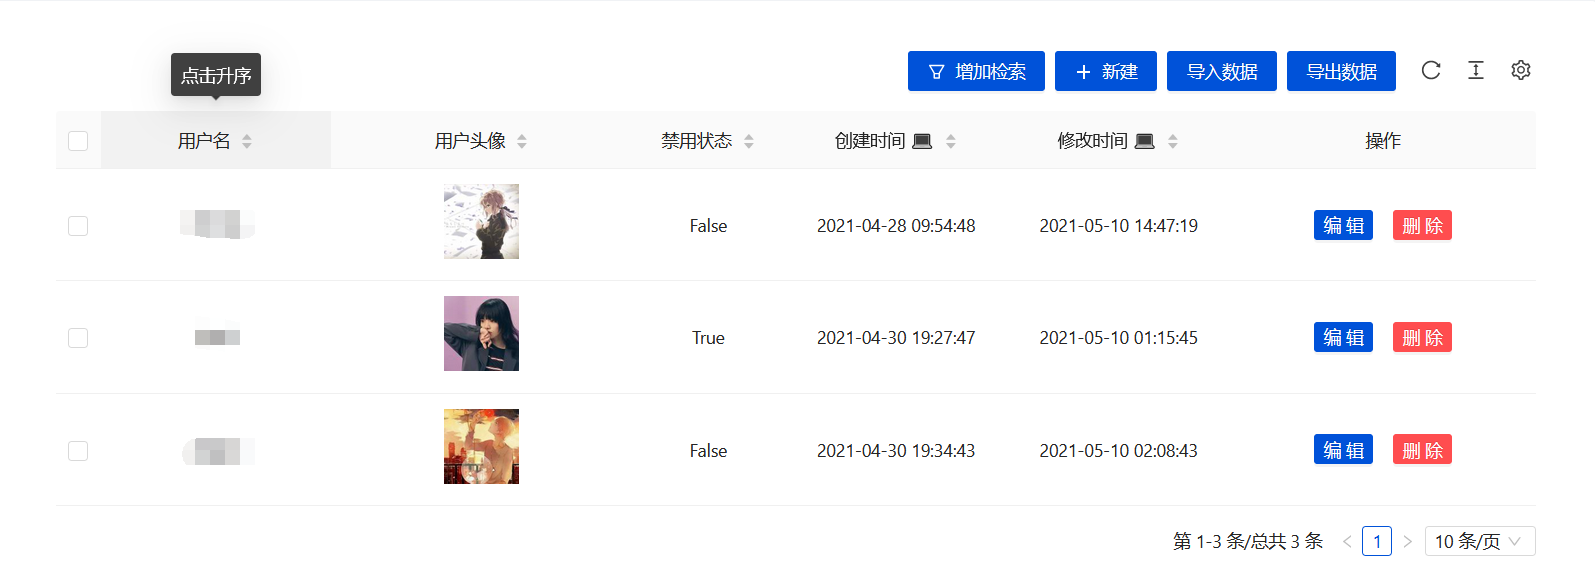 点击升序
增加检索 新建 导入数据 导出数据
用户名 用户头像 禁用状态 创建时间 修改时间 操作
False 2021-04-28 09:54:48 2021-05-10 14:47:19 编辑 删除
True 2021-04-30 19:27:47 2021-05-10 01:15:45 编辑 删除
False 2021-04-30 19:34:43 2021-05-10 02:08:43 编辑 删除
第 1-3 条/总共 3 条 1 10 条/页